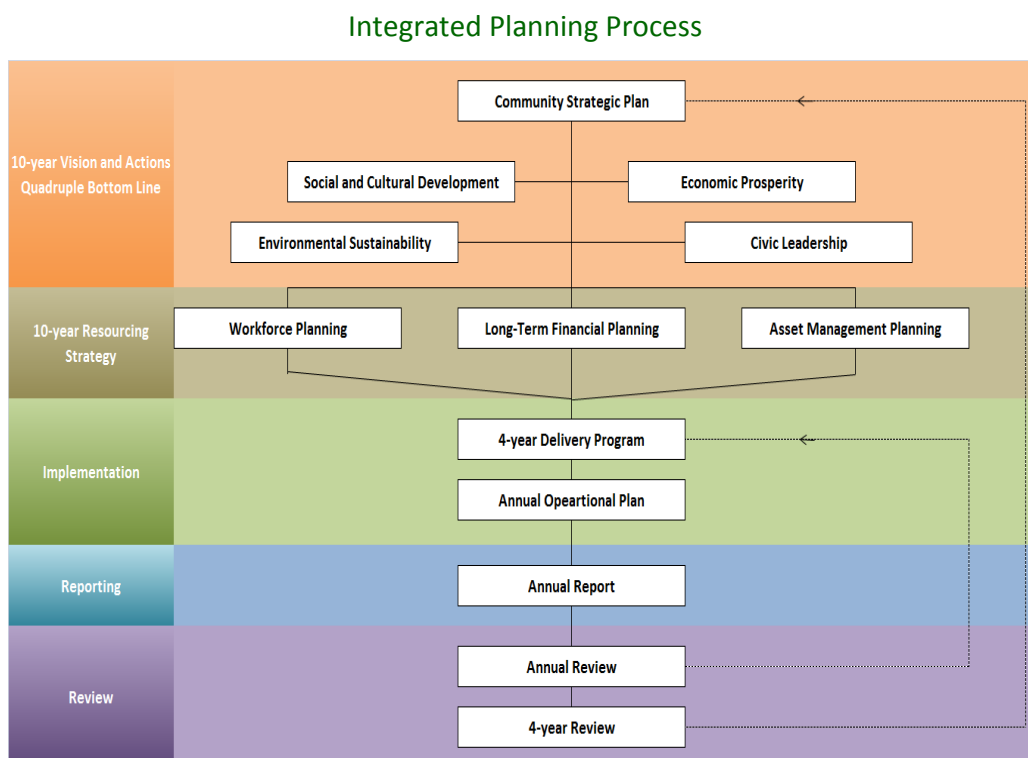 Integrated Planning Process
Community Strategic Plan
10-year Vision and Actions
Quadruple Bottom Line
Social and Cultural Development
Economic Prosperity
Environmental Sustainability
Civic Leadership
10-year Resourcing
Strategy
Workforce Planning
Long-Term Financial Planning
Asset Management Planning
Implementation
4-year Delivery Program
Annual Opeartional Plan
Reporting
Annual Report
Review
Annual Review
4-year Review